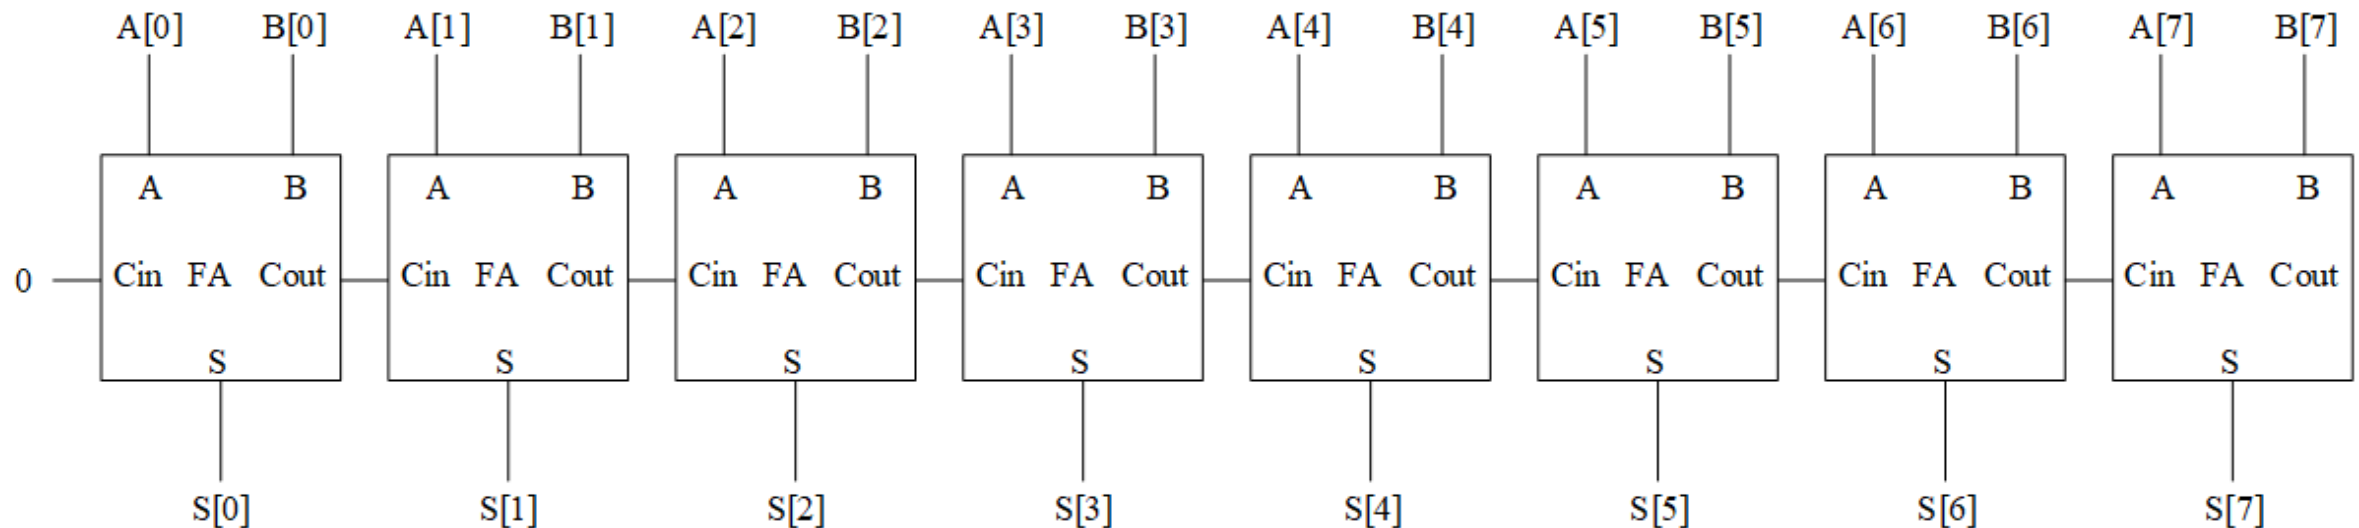 A[0] B[0] A[1] B[1] A[2] B[2] A[3] B[3] A[4] B[4] A[5] B[5] A[6] B[6] A[7] B[7]
A B A B A B A B A B A B A B A B
0 Cin FA Cout Cin FA Cout Cin FA Cout Cin FA Cout Cin FA Cout Cin FA Cout Cin FA Cout Cin FA Cout
S S S S S S S S
S[0] S[1] S[2] S[3] S[4] S[5] S[6] S[7]